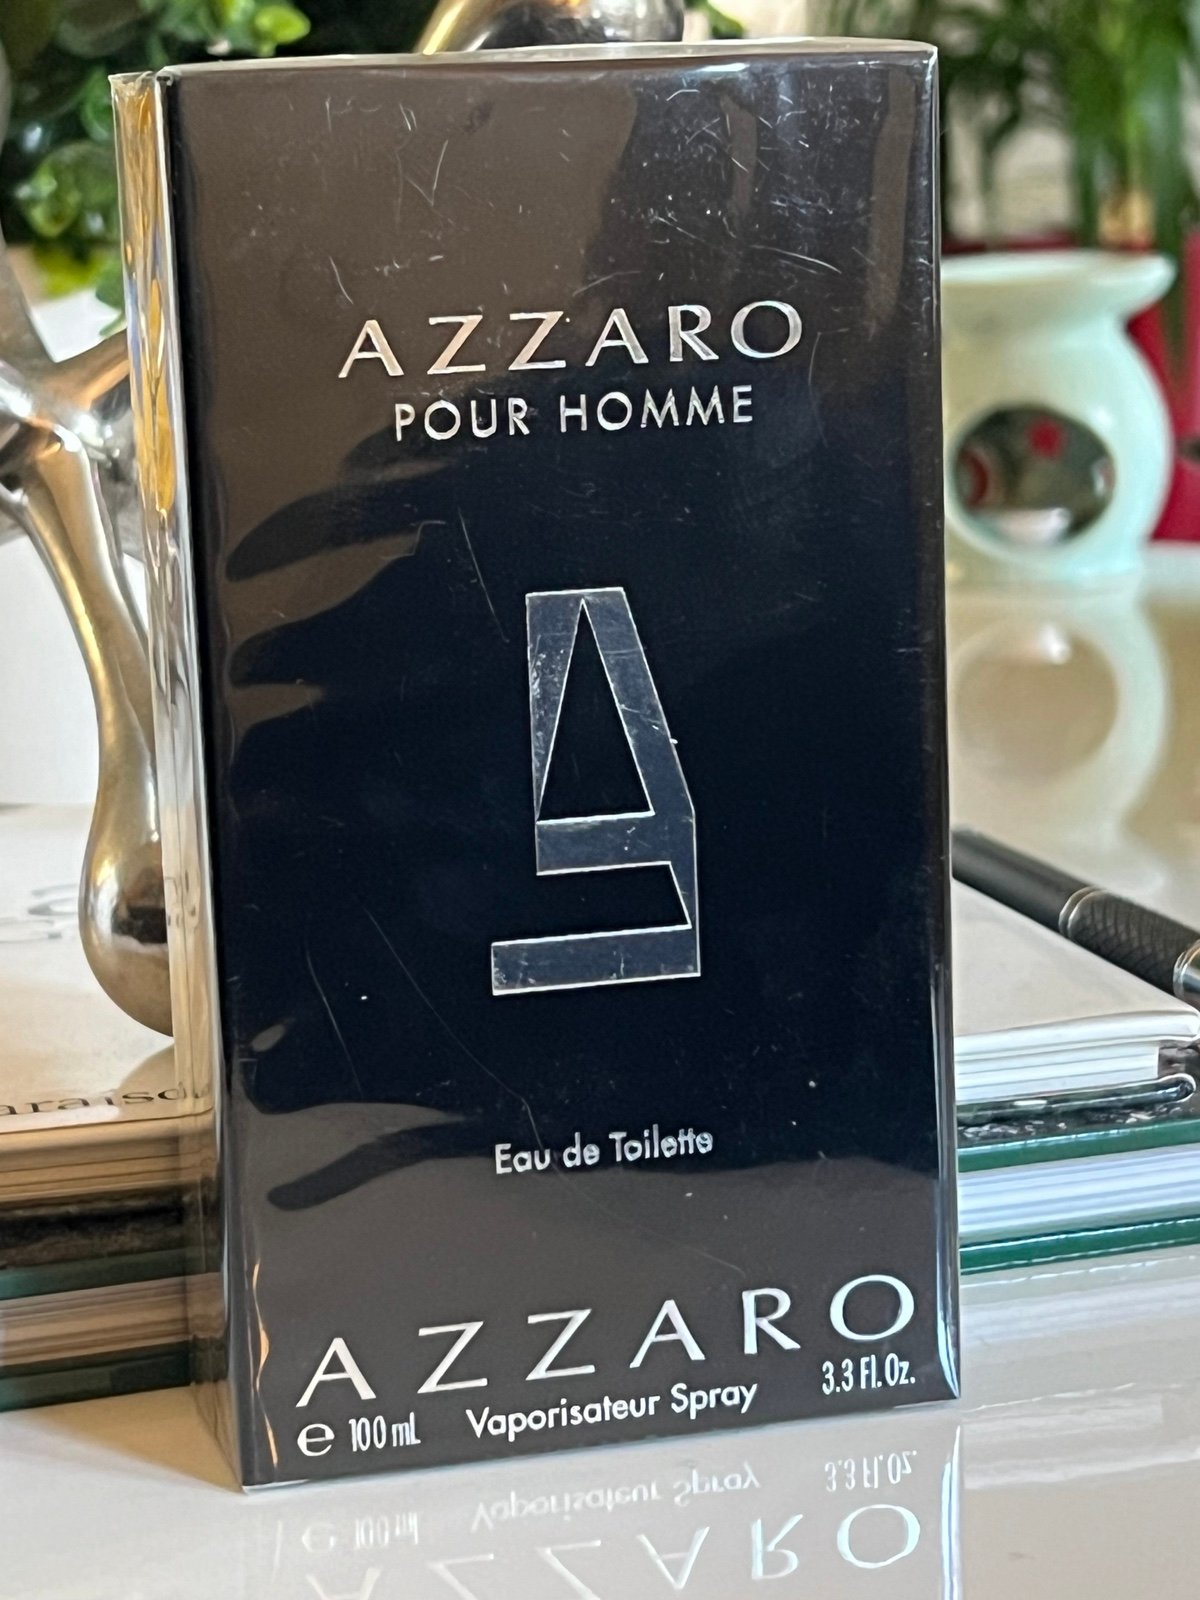 AZZARO
POUR HOMME
Eau de Toilette
AZZARO
℮ 100 mL Vaporisateur Spray 3.3 Fl. Oz.